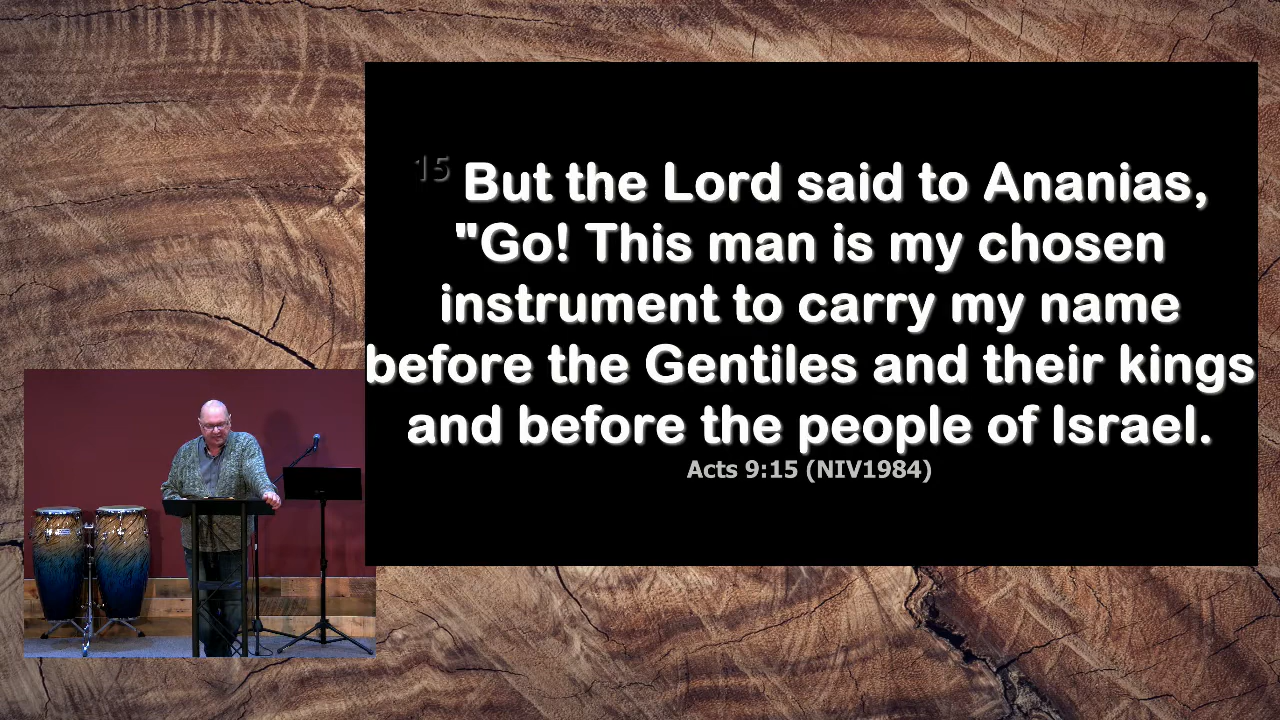 15 But the Lord said to Ananias,
"Go! This man is my chosen
instrument to carry my name
before the Gentiles and their kings
and before the people of Israel.
Acts 9:15 (NIV1984)